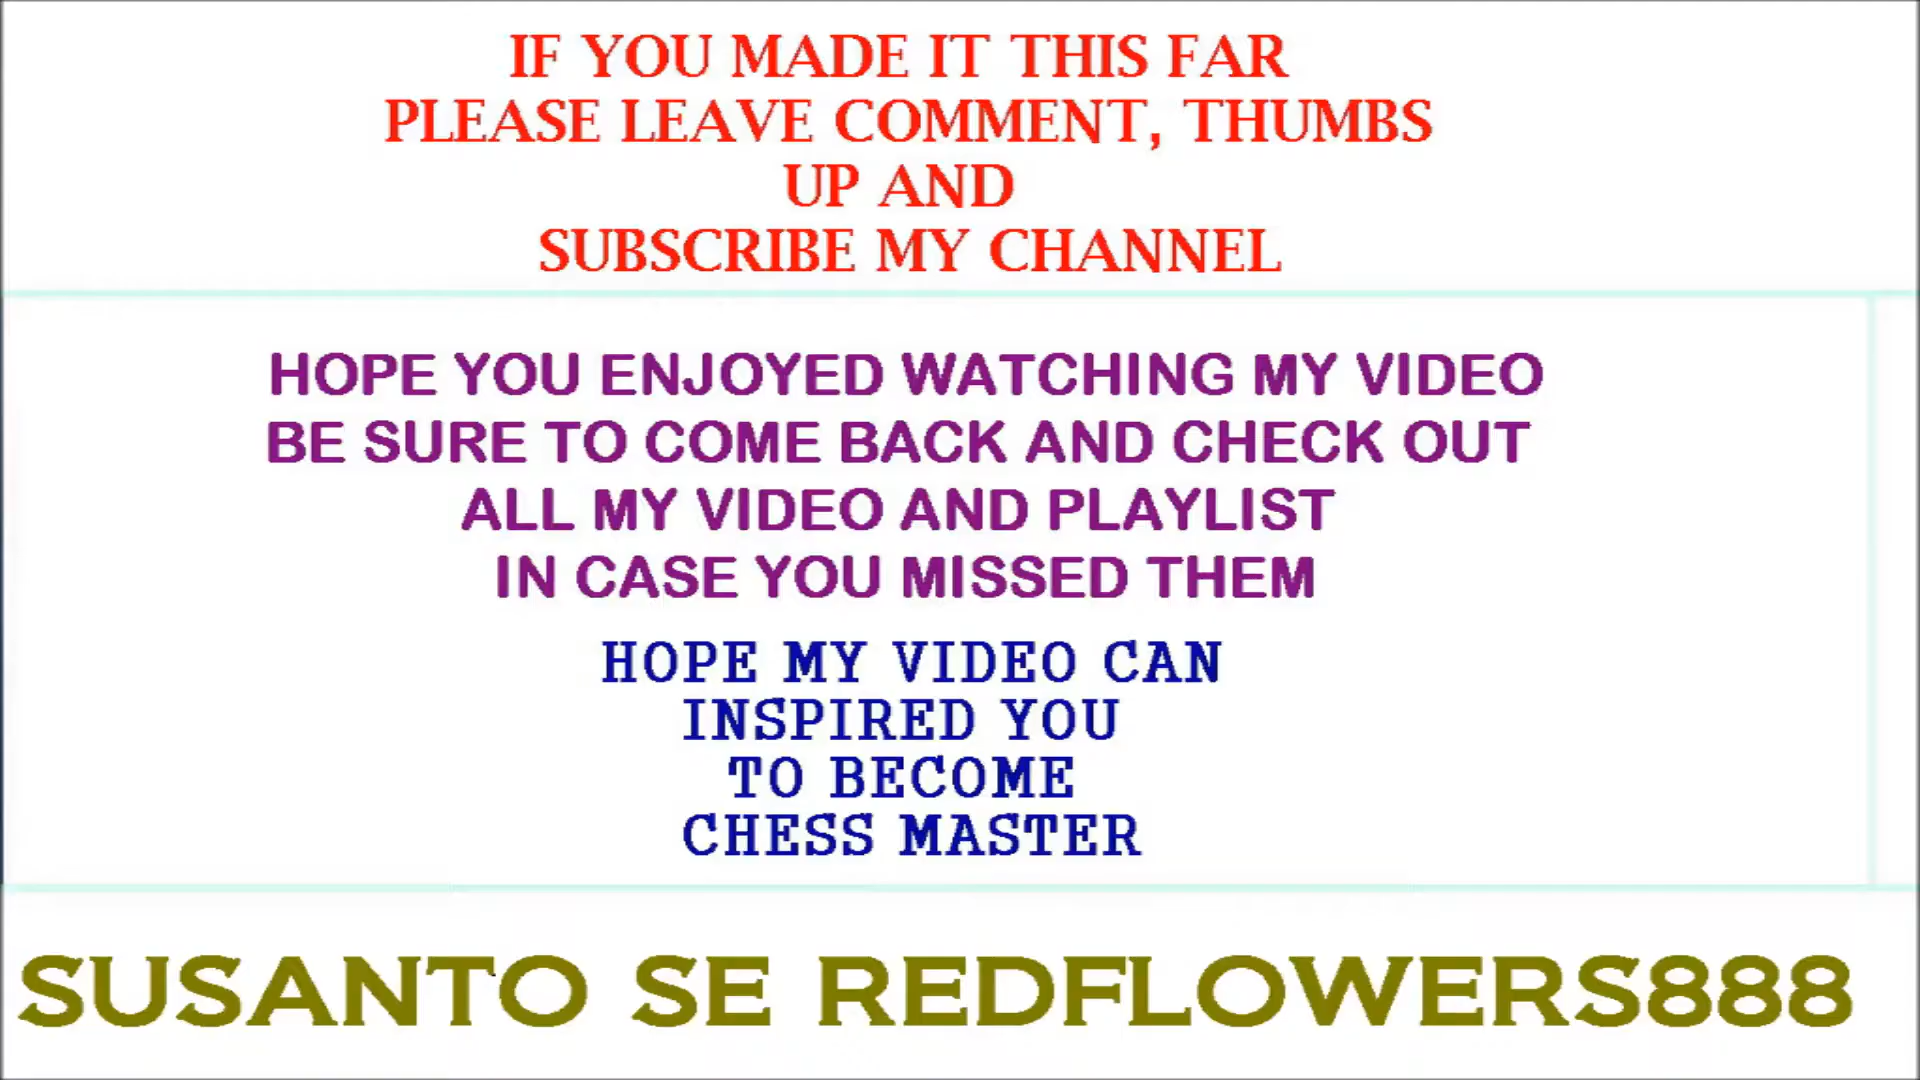 IF YOU MADE IT THIS FAR
PLEASE LEAVE COMMENT, THUMBS
UP AND
SUBSCRIBE MY CHANNEL
HOPE YOU ENJOYED WATCHING MY VIDEO
BE SURE TO COME BACK AND CHECK OUT
ALL MY VIDEO AND PLAYLIST
IN CASE YOU MISSED THEM
HOPE MY VIDEO CAN
INSPIRED YOU
TO BECOME
CHESS MASTER
SUSANTO SE REDFLOWERS888